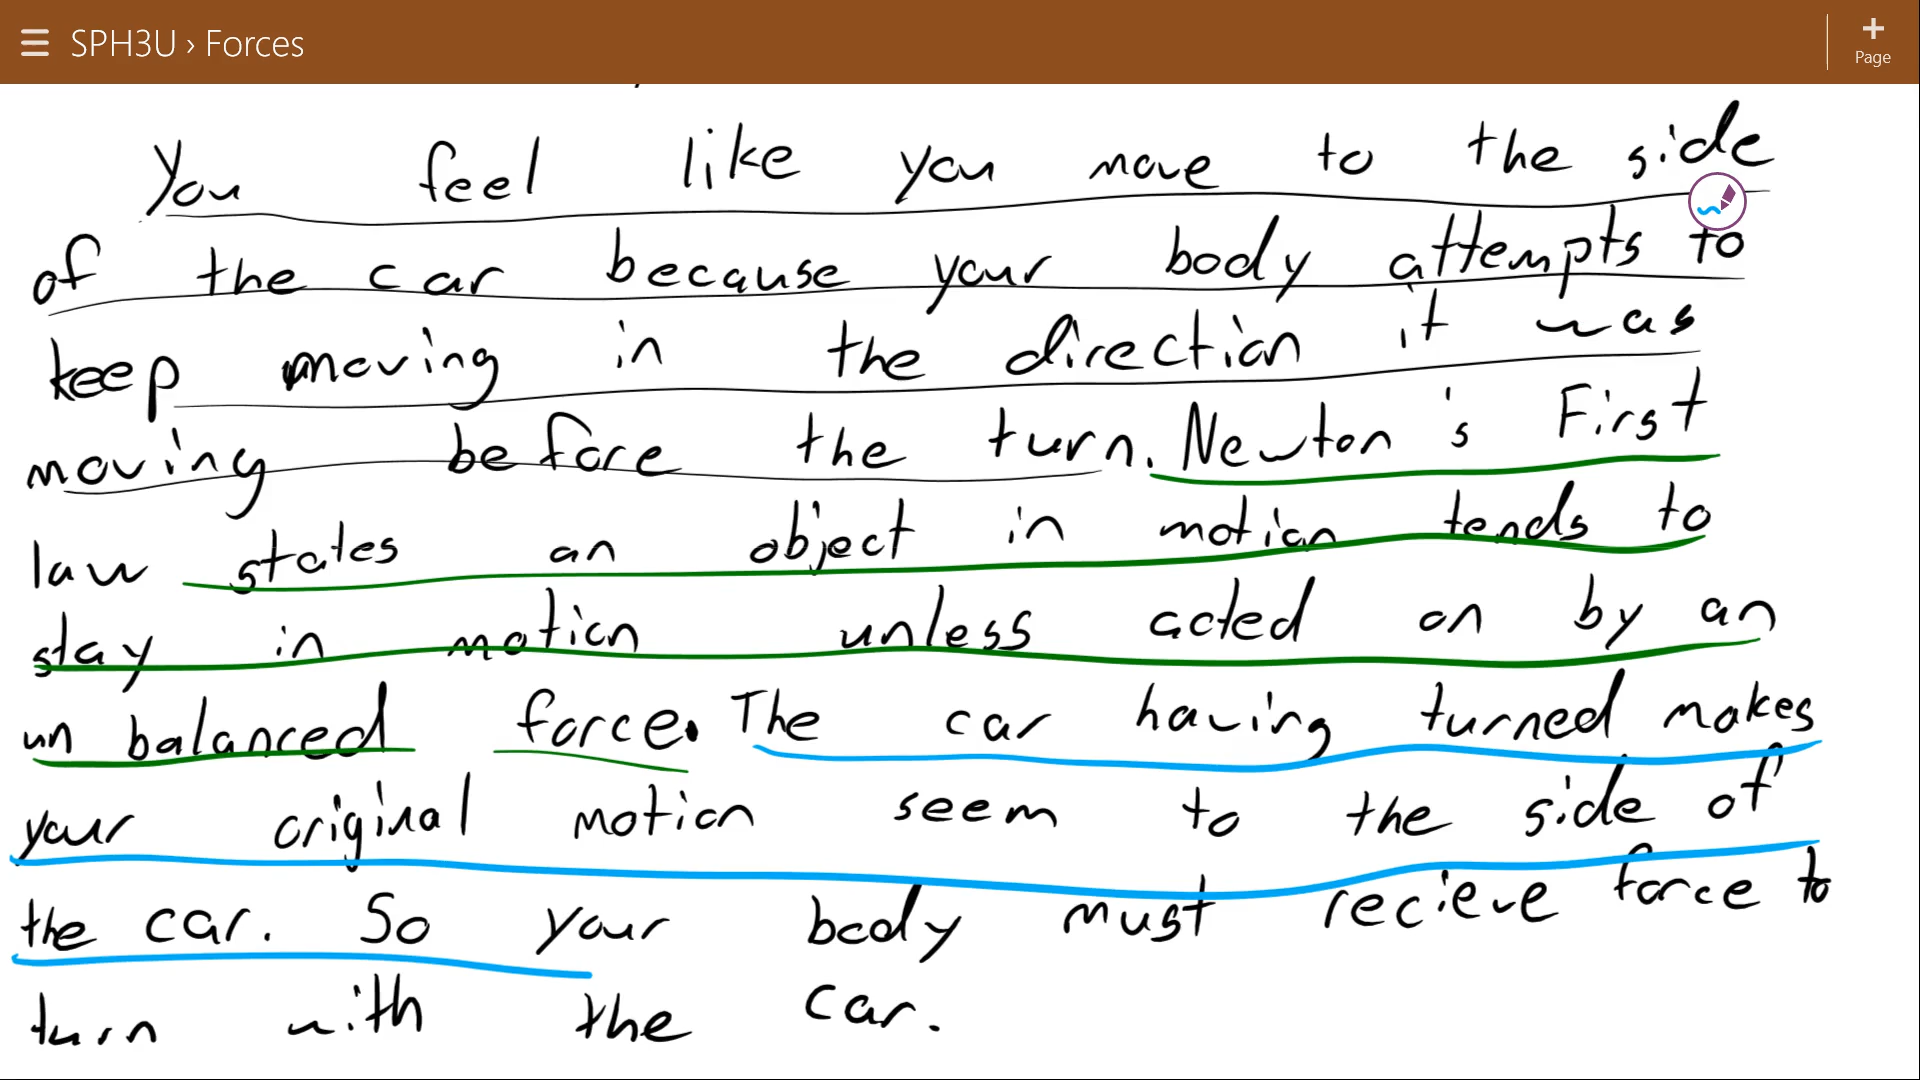 SPH3U › Forces
+
Page
You feel like you move to the side
of the car because your body attempts to
keep moving in the direction it was
moving before the turn. Newton's First
law states an object in motion tends to
stay in motion unless acted on by an
un balanced force. The car having turned makes
your original motion seem to the side of
the car. So your body must recieve force to
turn with the car.